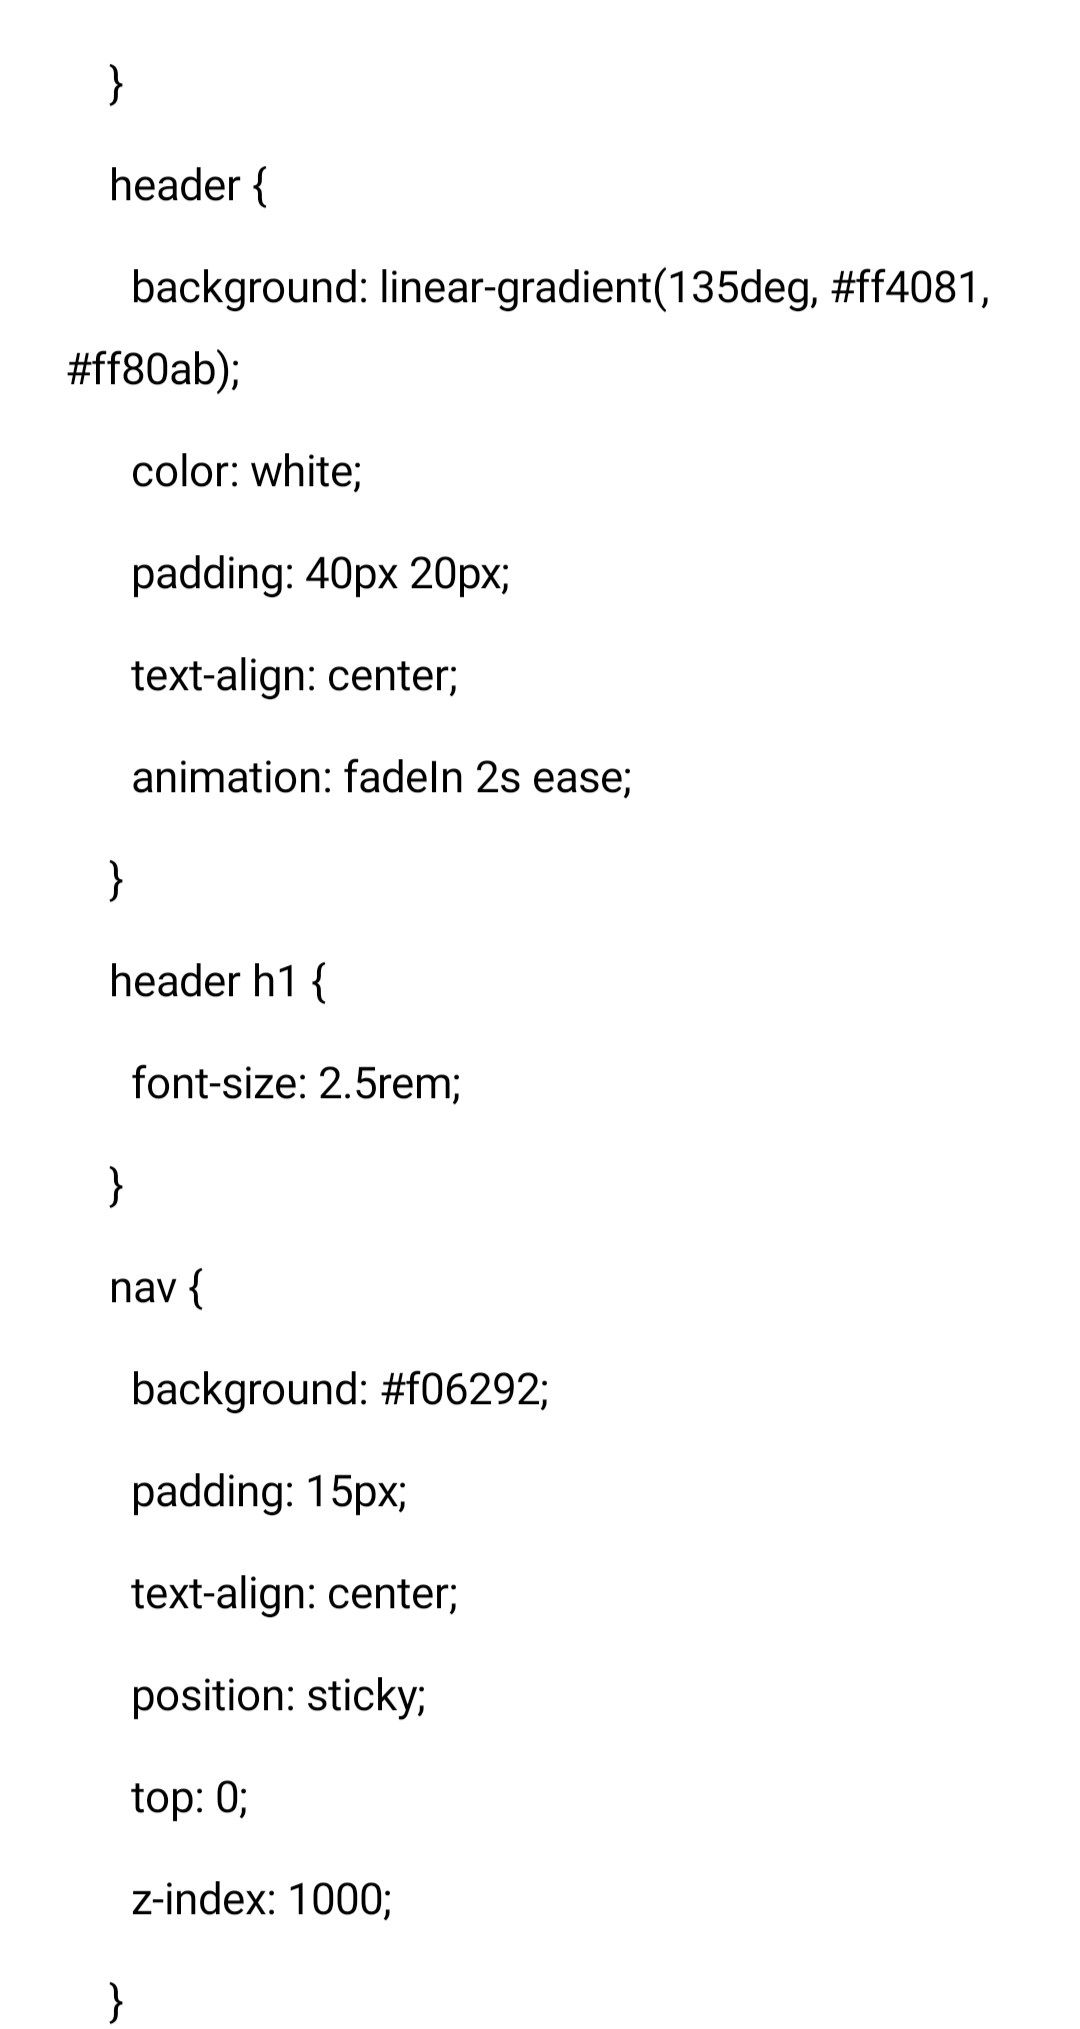 }
header {
background: linear-gradient(135deg, #ff4081,
#ff80ab);
color: white;
padding: 40px 20px;
text-align: center;
animation: fadeIn 2s ease;
}
header h1 {
font-size: 2.5rem;
}
nav {
background: #f06292;
padding: 15px;
text-align: center;
position: sticky;
top: 0;
z-index: 1000;
}